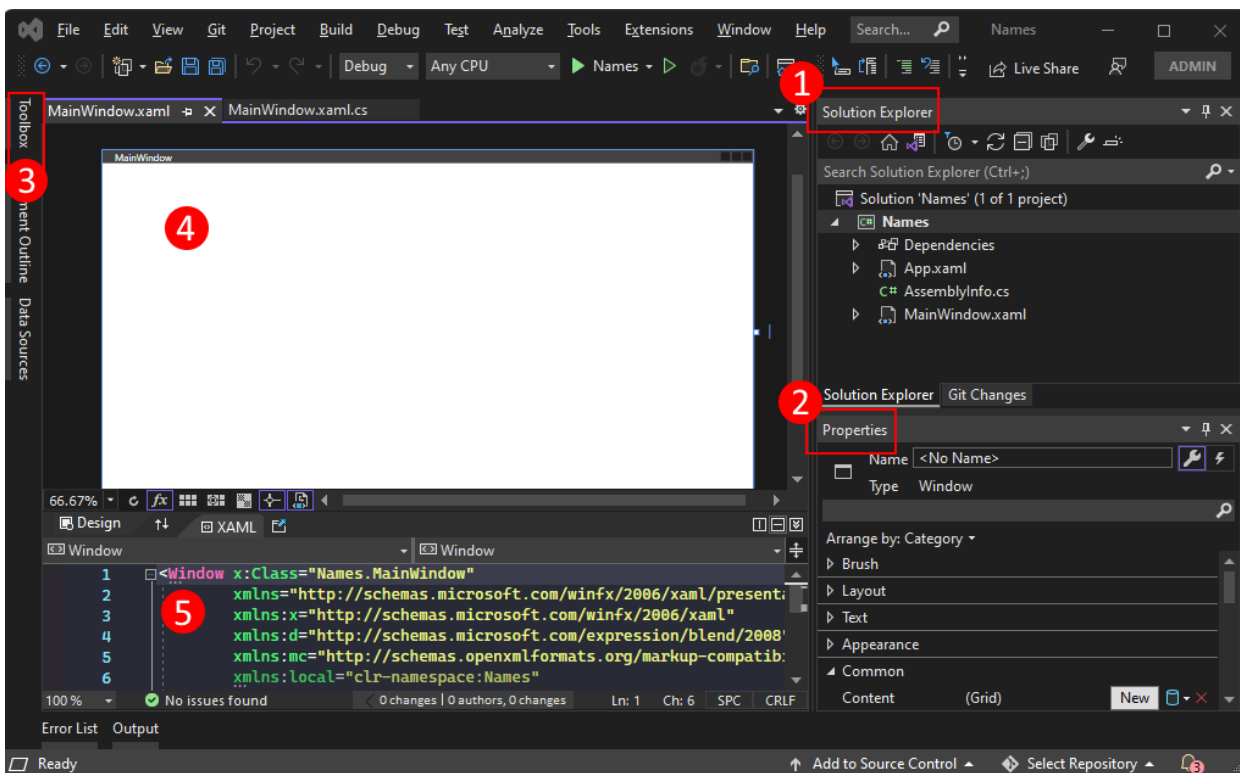 File Edit View Git Project Build Debug Test Analyze Tools Extensions Window Help Search... Names
Debug Any CPU Names Live Share ADMIN
1
Toolbox
3
ment Outline
Data Sources
MainWindow.xaml MainWindow.xaml.cs
MainWindow
4
66.67% fx
Design XAML
Window Window
1 <Window x:Class="Names.MainWindow"
2 xmlns="http://schemas.microsoft.com/winfx/2006/xaml/presenta
3 xmlns:x="http://schemas.microsoft.com/winfx/2006/xaml"
4 xmlns:d="http://schemas.microsoft.com/expression/blend/2008"
5 xmlns:mc="http://schemas.openxmlformats.org/markup-compatib
6 xmlns:local="clr-namespace:Names"
5
100 % No issues found 0 changes | 0 authors, 0 changes Ln: 1 Ch: 6 SPC CRLF
Solution Explorer
Search Solution Explorer (Ctrl+;)
Solution 'Names' (1 of 1 project)
C# Names
Dependencies
App.xaml
C# AssemblyInfo.cs
MainWindow.xaml
Solution Explorer Git Changes
2
Properties
Name <No Name>
Type Window
Arrange by: Category
Brush
Layout
Text
Appearance
Common
Content (Grid) New
Error List Output
Ready Add to Source Control Select Repository 3